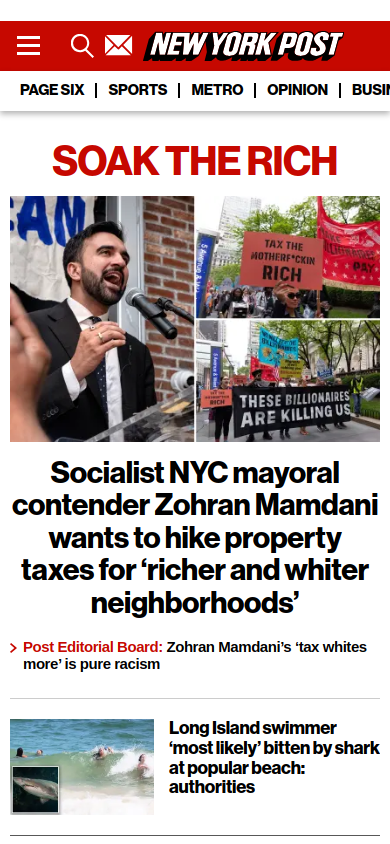 NEW YORK POST
PAGE SIX
SPORTS
METRO
OPINION
BUSIN
SOAK THE RICH
AM
TAX THE
MOTHERF*CKIN
RICH
PAY
THESE BILLIONAIRES
ARE KILLING US
Socialist NYC mayoral
contender Zohran Mamdani
wants to hike property
taxes for ‘richer and whiter
neighborhoods’
Post Editorial Board: Zohran Mamdani’s ‘tax whites
more’ is pure racism
Long Island swimmer
‘most likely’ bitten by shark
at popular beach:
authorities